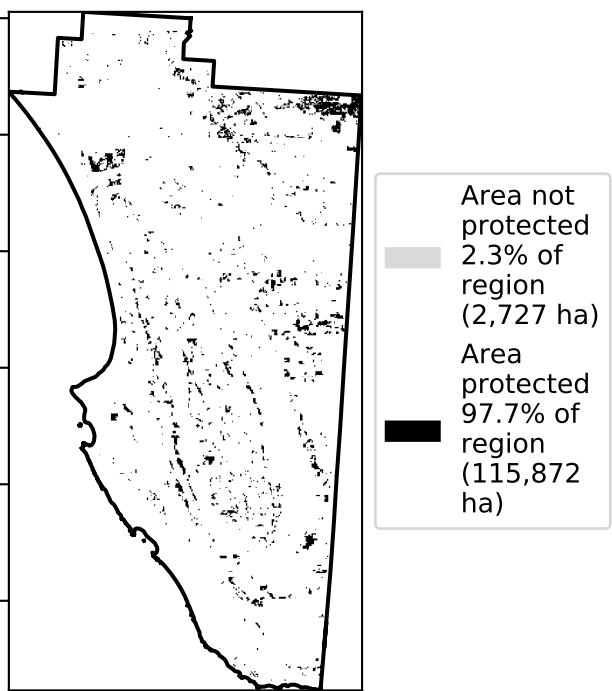 Area not
protected
2.3% of
region
(2,727 ha)
Area
protected
97.7% of
region
(115,872
ha)